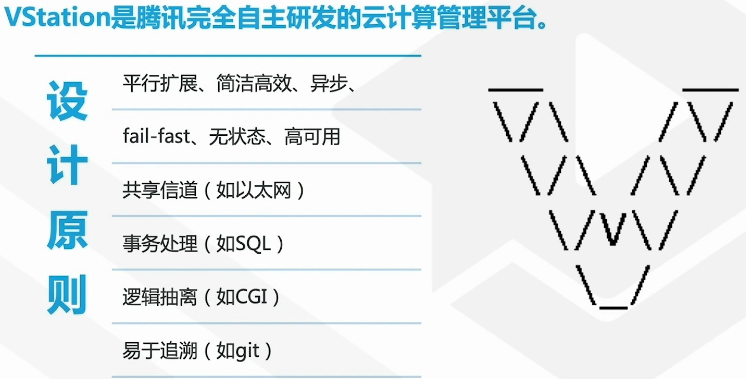 VStation是腾讯完全自主研发的云计算管理平台。
设计原则
平行扩展、简洁高效、异步、
fail-fast、无状态、高可用
共享信道（如以太网）
事务处理（如SQL）
逻辑抽离（如CGI）
易于追溯（如git）